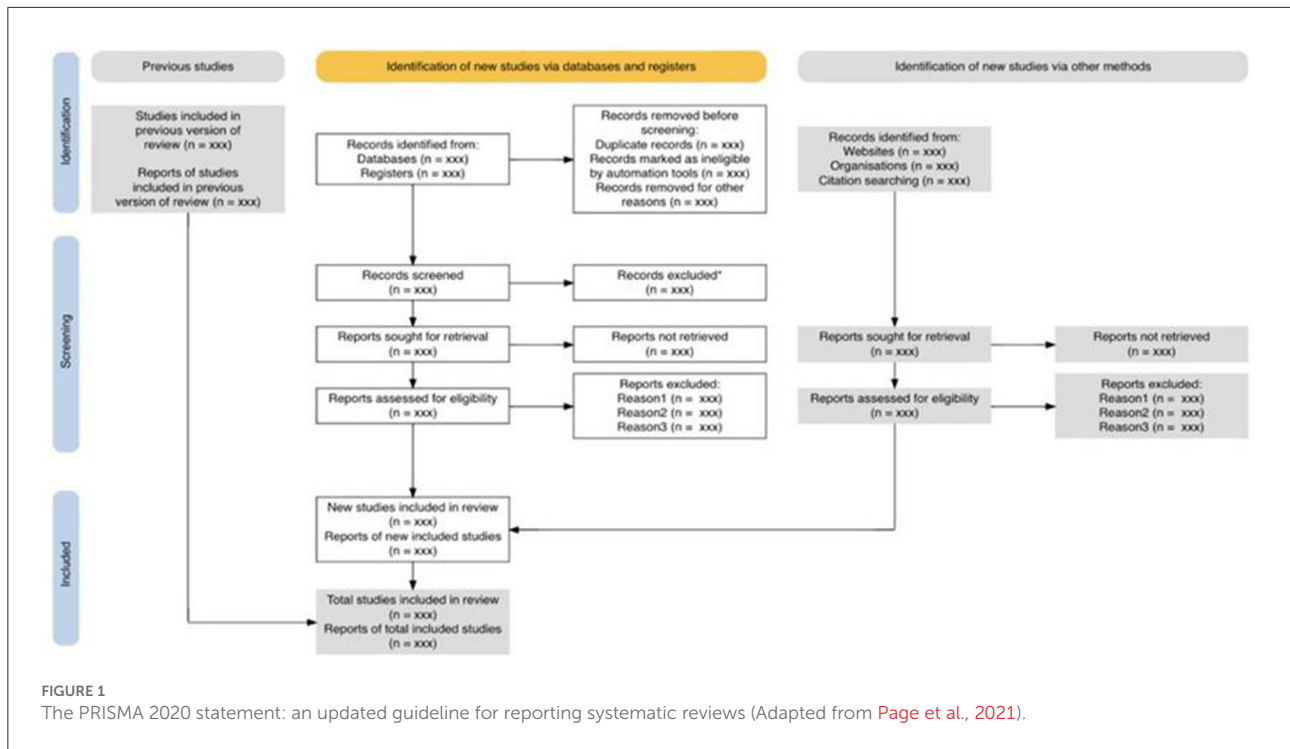 Previous studies
Identification of new studies via databases and registers
Identification of new studies via other methods
Identification
Studies included in
previous version of
review (n = xxx)
Reports of studies
included in previous
version of review (n = xxx)
Records identified from:
Databases (n = xxx)
Registers (n = xxx)
Records removed before
screening:
Duplicate records (n = xxx)
Records marked as ineligible
by automation tools (n = xxx)
Records removed for other
reasons (n = xxx)
Records identified from:
Websites (n = xxx)
Organisations (n = xxx)
Citation searching (n = xxx)
Screening
Records screened
(n = xxx)
Records excluded*
(n = xxx)
Reports sought for retrieval
(n = xxx)
Reports not retrieved
(n = xxx)
Reports sought for retrieval
(n = xxx)
Reports not retrieved
(n = xxx)
Reports assessed for eligibility
(n = xxx)
Reports excluded:
Reason1 (n = xxx)
Reason2 (n = xxx)
Reason3 (n = xxx)
Reports assessed for eligibility
(n = xxx)
Reports excluded:
Reason1 (n = xxx)
Reason2 (n = xxx)
Reason3 (n = xxx)
Included
New studies included in review
(n = xxx)
Reports of new included studies
(n = xxx)
Total studies included in review
(n = xxx)
Reports of total included studies
(n = xxx)
FIGURE 1
The PRISMA 2020 statement: an updated guideline for reporting systematic reviews (Adapted from Page et al., 2021).